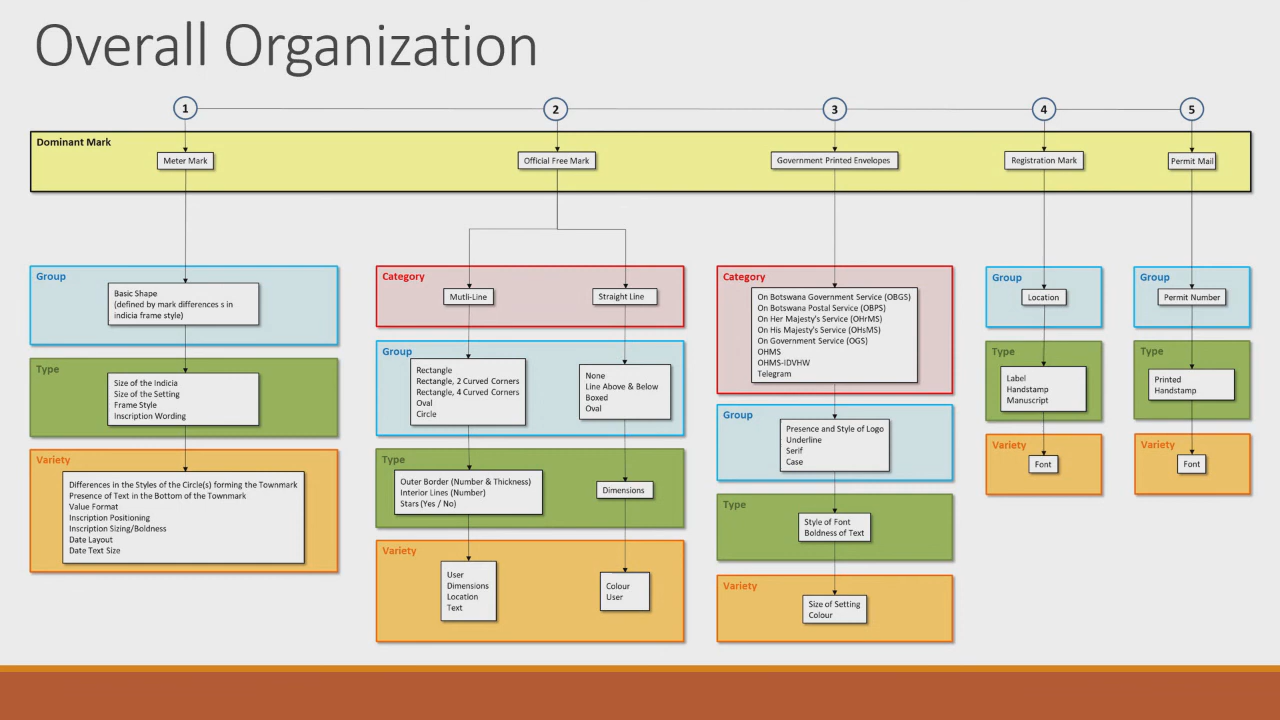 Overall Organization
1
2
3
4
5
Dominant Mark
Meter Mark
Official Free Mark
Government Printed Envelopes
Registration Mark
Permit Mail
Group
Basic Shape
(defined by mark differences s in
indicia frame style)
Type
Size of the Indicia
Size of the Setting
Frame Style
Inscription Wording
Variety
Differences in the Styles of the Circle(s) forming the Townmark
Presence of Text in the Bottom of the Townmark
Value Format
Inscription Positioning
Inscription Sizing/Boldness
Date Layout
Date Text Size
Category
Mutli-Line
Straight Line
Group
Rectangle
Rectangle, 2 Curved Corners
Rectangle, 4 Curved Corners
Oval
Circle
None
Line Above & Below
Boxed
Oval
Type
Outer Border (Number & Thickness)
Interior Lines (Number)
Stars (Yes / No)
Dimensions
Variety
User
Dimensions
Location
Text
Colour
User
Category
On Botswana Government Service (OBGS)
On Botswana Postal Service (OBPS)
On Her Majesty's Service (OHrMS)
On His Majesty's Service (OHsMS)
On Government Service (OGS)
OHMS
OHMS-IDVHW
Telegram
Group
Presence and Style of Logo
Underline
Serif
Case
Type
Style of Font
Boldness of Text
Variety
Size of Setting
Colour
Group
Location
Type
Label
Handstamp
Manuscript
Variety
Font
Group
Permit Number
Type
Printed
Handstamp
Variety
Font